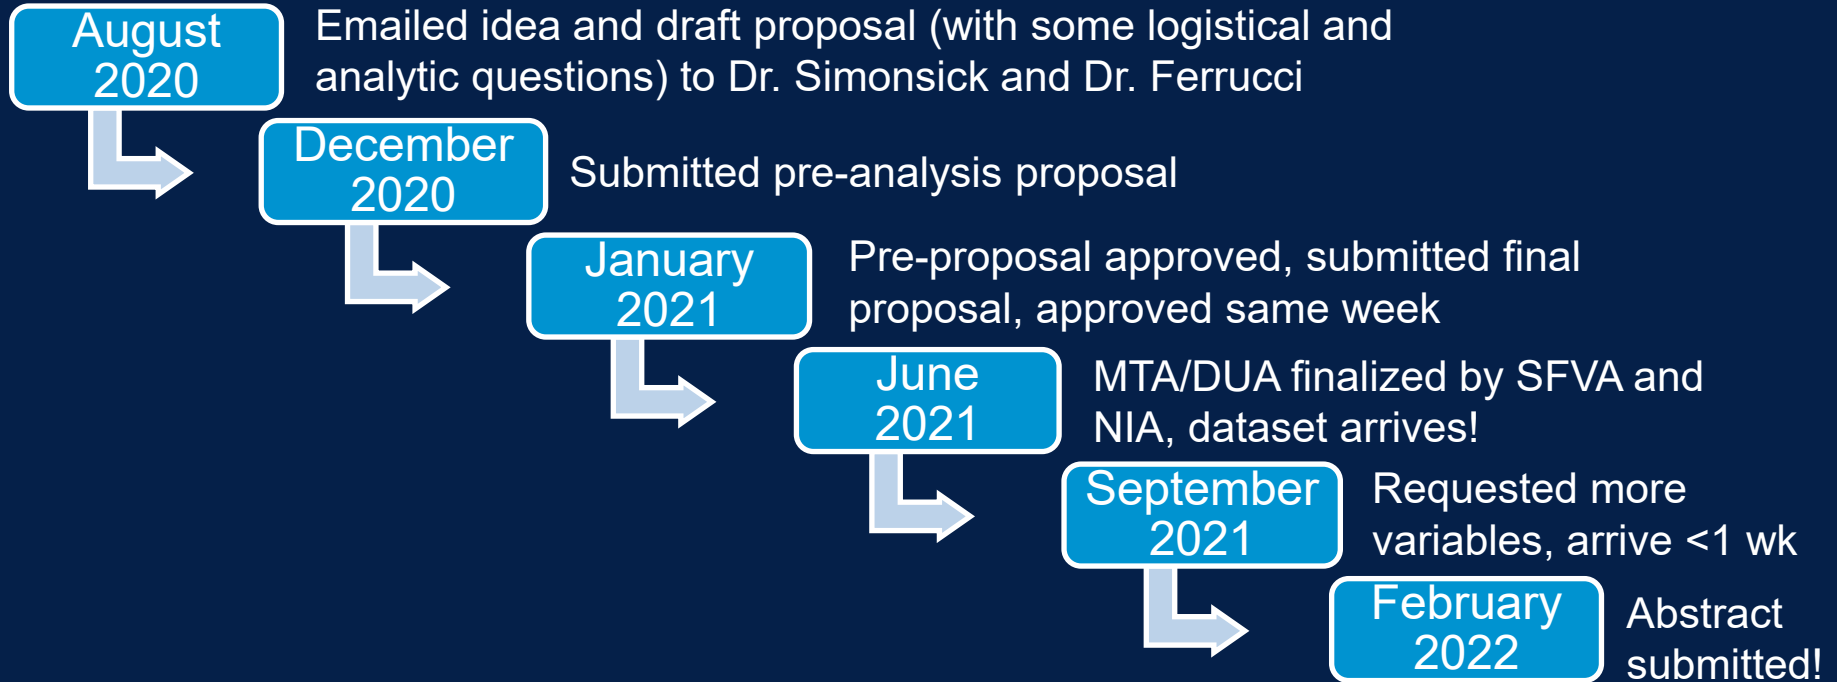 August
2020
Emailed idea and draft proposal (with some logistical and
analytic questions) to Dr. Simonsick and Dr. Ferrucci
December
2020
Submitted pre-analysis proposal
January
2021
Pre-proposal approved, submitted final
proposal, approved same week
June
2021
MTA/DUA finalized by SFVA and
NIA, dataset arrives!
September
2021
Requested more
variables, arrive <1 wk
February
2022
Abstract
submitted!